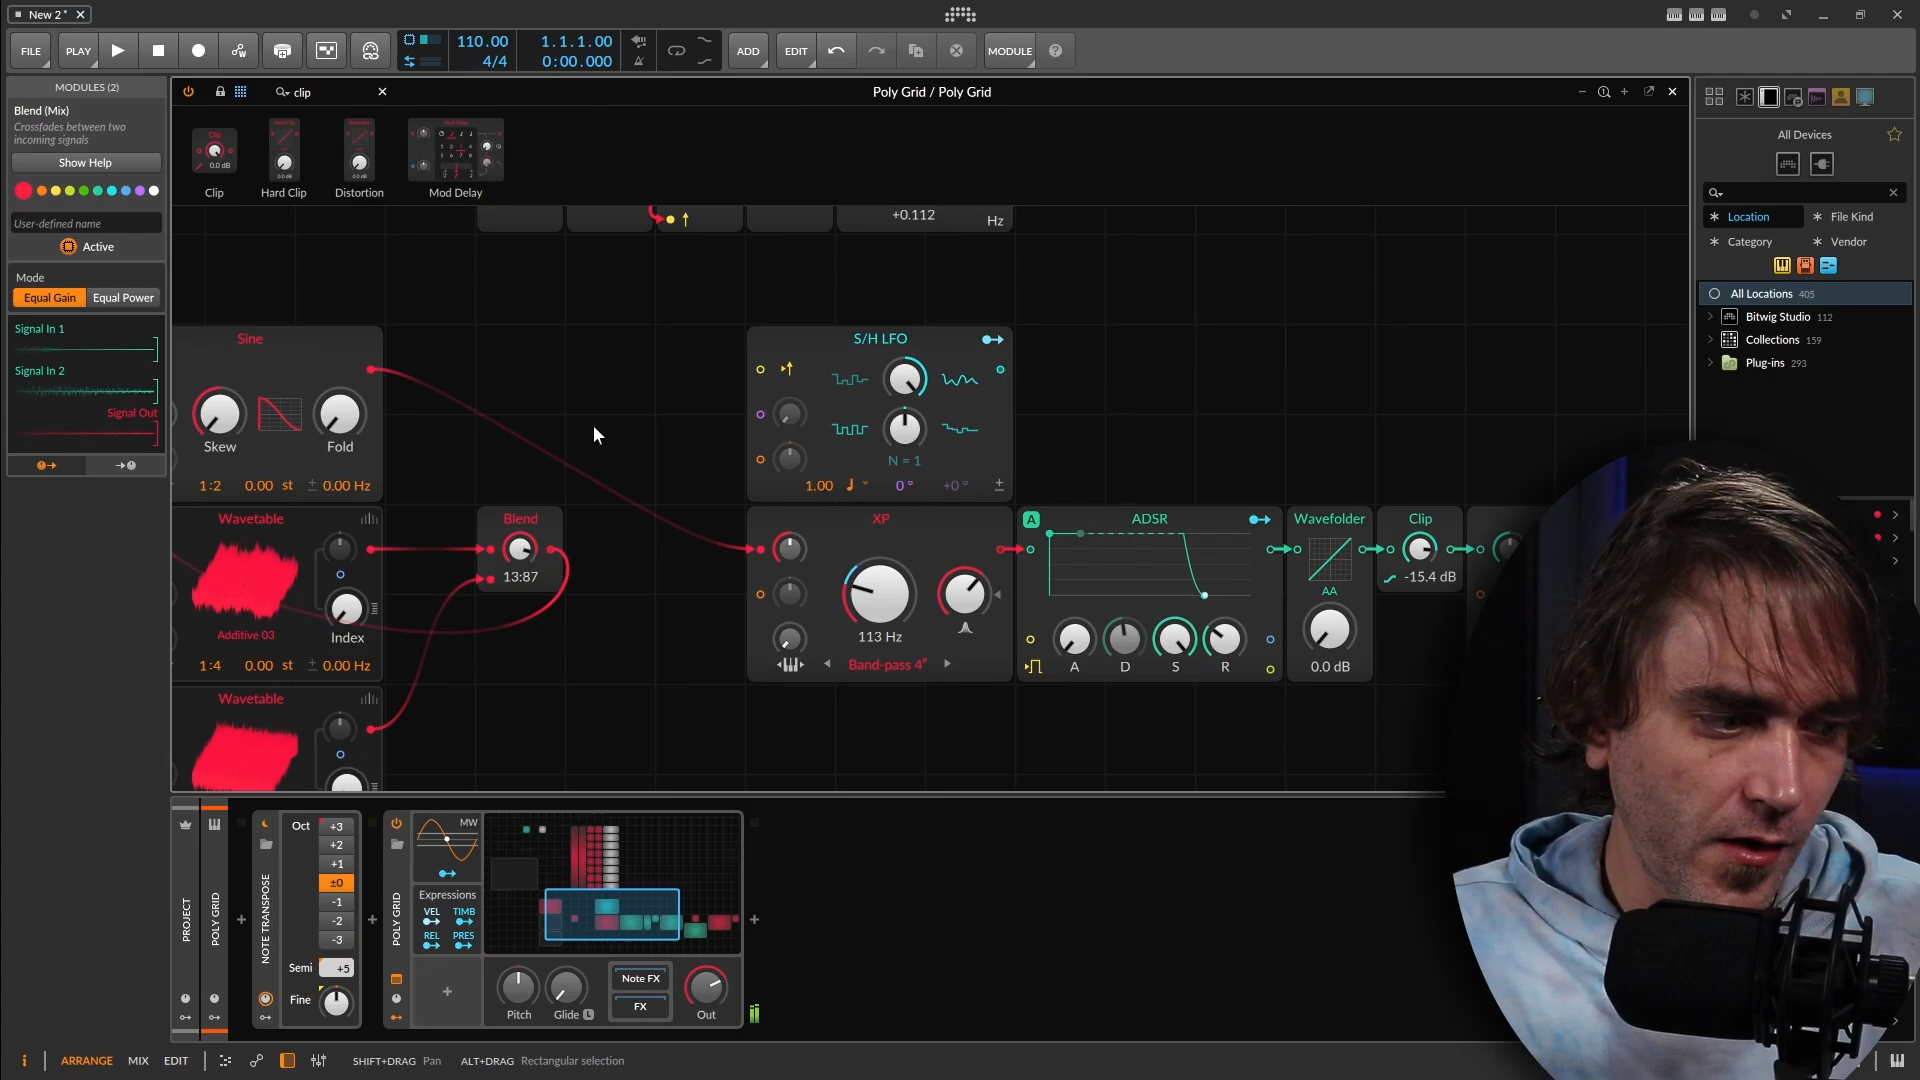 New 2*
FILE
PLAY
110.00
4/4
1.1.1.00
0:00.000
ADD
EDIT
MODULE
MODULES (2)
Blend (Mix)
Crossfades between two
incoming signals
Show Help
User-defined name
Active
Mode
Equal Gain
Equal Power
Signal In 1
Signal In 2
Signal Out
clip
Poly Grid / Poly Grid
Clip
Hard Clip
Distortion
Mod Delay
+0.112
Hz
Sine
Skew
Fold
1:2
0.00 st
± 0.00 Hz
S/H LFO
N = 1
1.00
0°
+0°
Wavetable
Additive 03
Index
1:4
0.00 st
± 0.00 Hz
Blend
13:87
XP
113 Hz
Band-pass 4°
A
ADSR
A
D
S
R
Wavefolder
AA
0.0 dB
Clip
-15.4 dB
Wavetable
All Devices
Location
File Kind
Category
Vendor
All Locations 405
Bitwig Studio 112
Collections 159
Plug-ins 293
PROJECT
POLY GRID
NOTE TRANSPOSE
Oct
+3
+2
+1
±0
-1
-2
-3
Semi
+5
Fine
POLY GRID
MW
Expressions
VEL
TIMB
REL
PRES
Pitch
Glide
L
Note FX
FX
Out
ARRANGE
MIX
EDIT
SHIFT+DRAG Pan
ALT+DRAG Rectangular selection